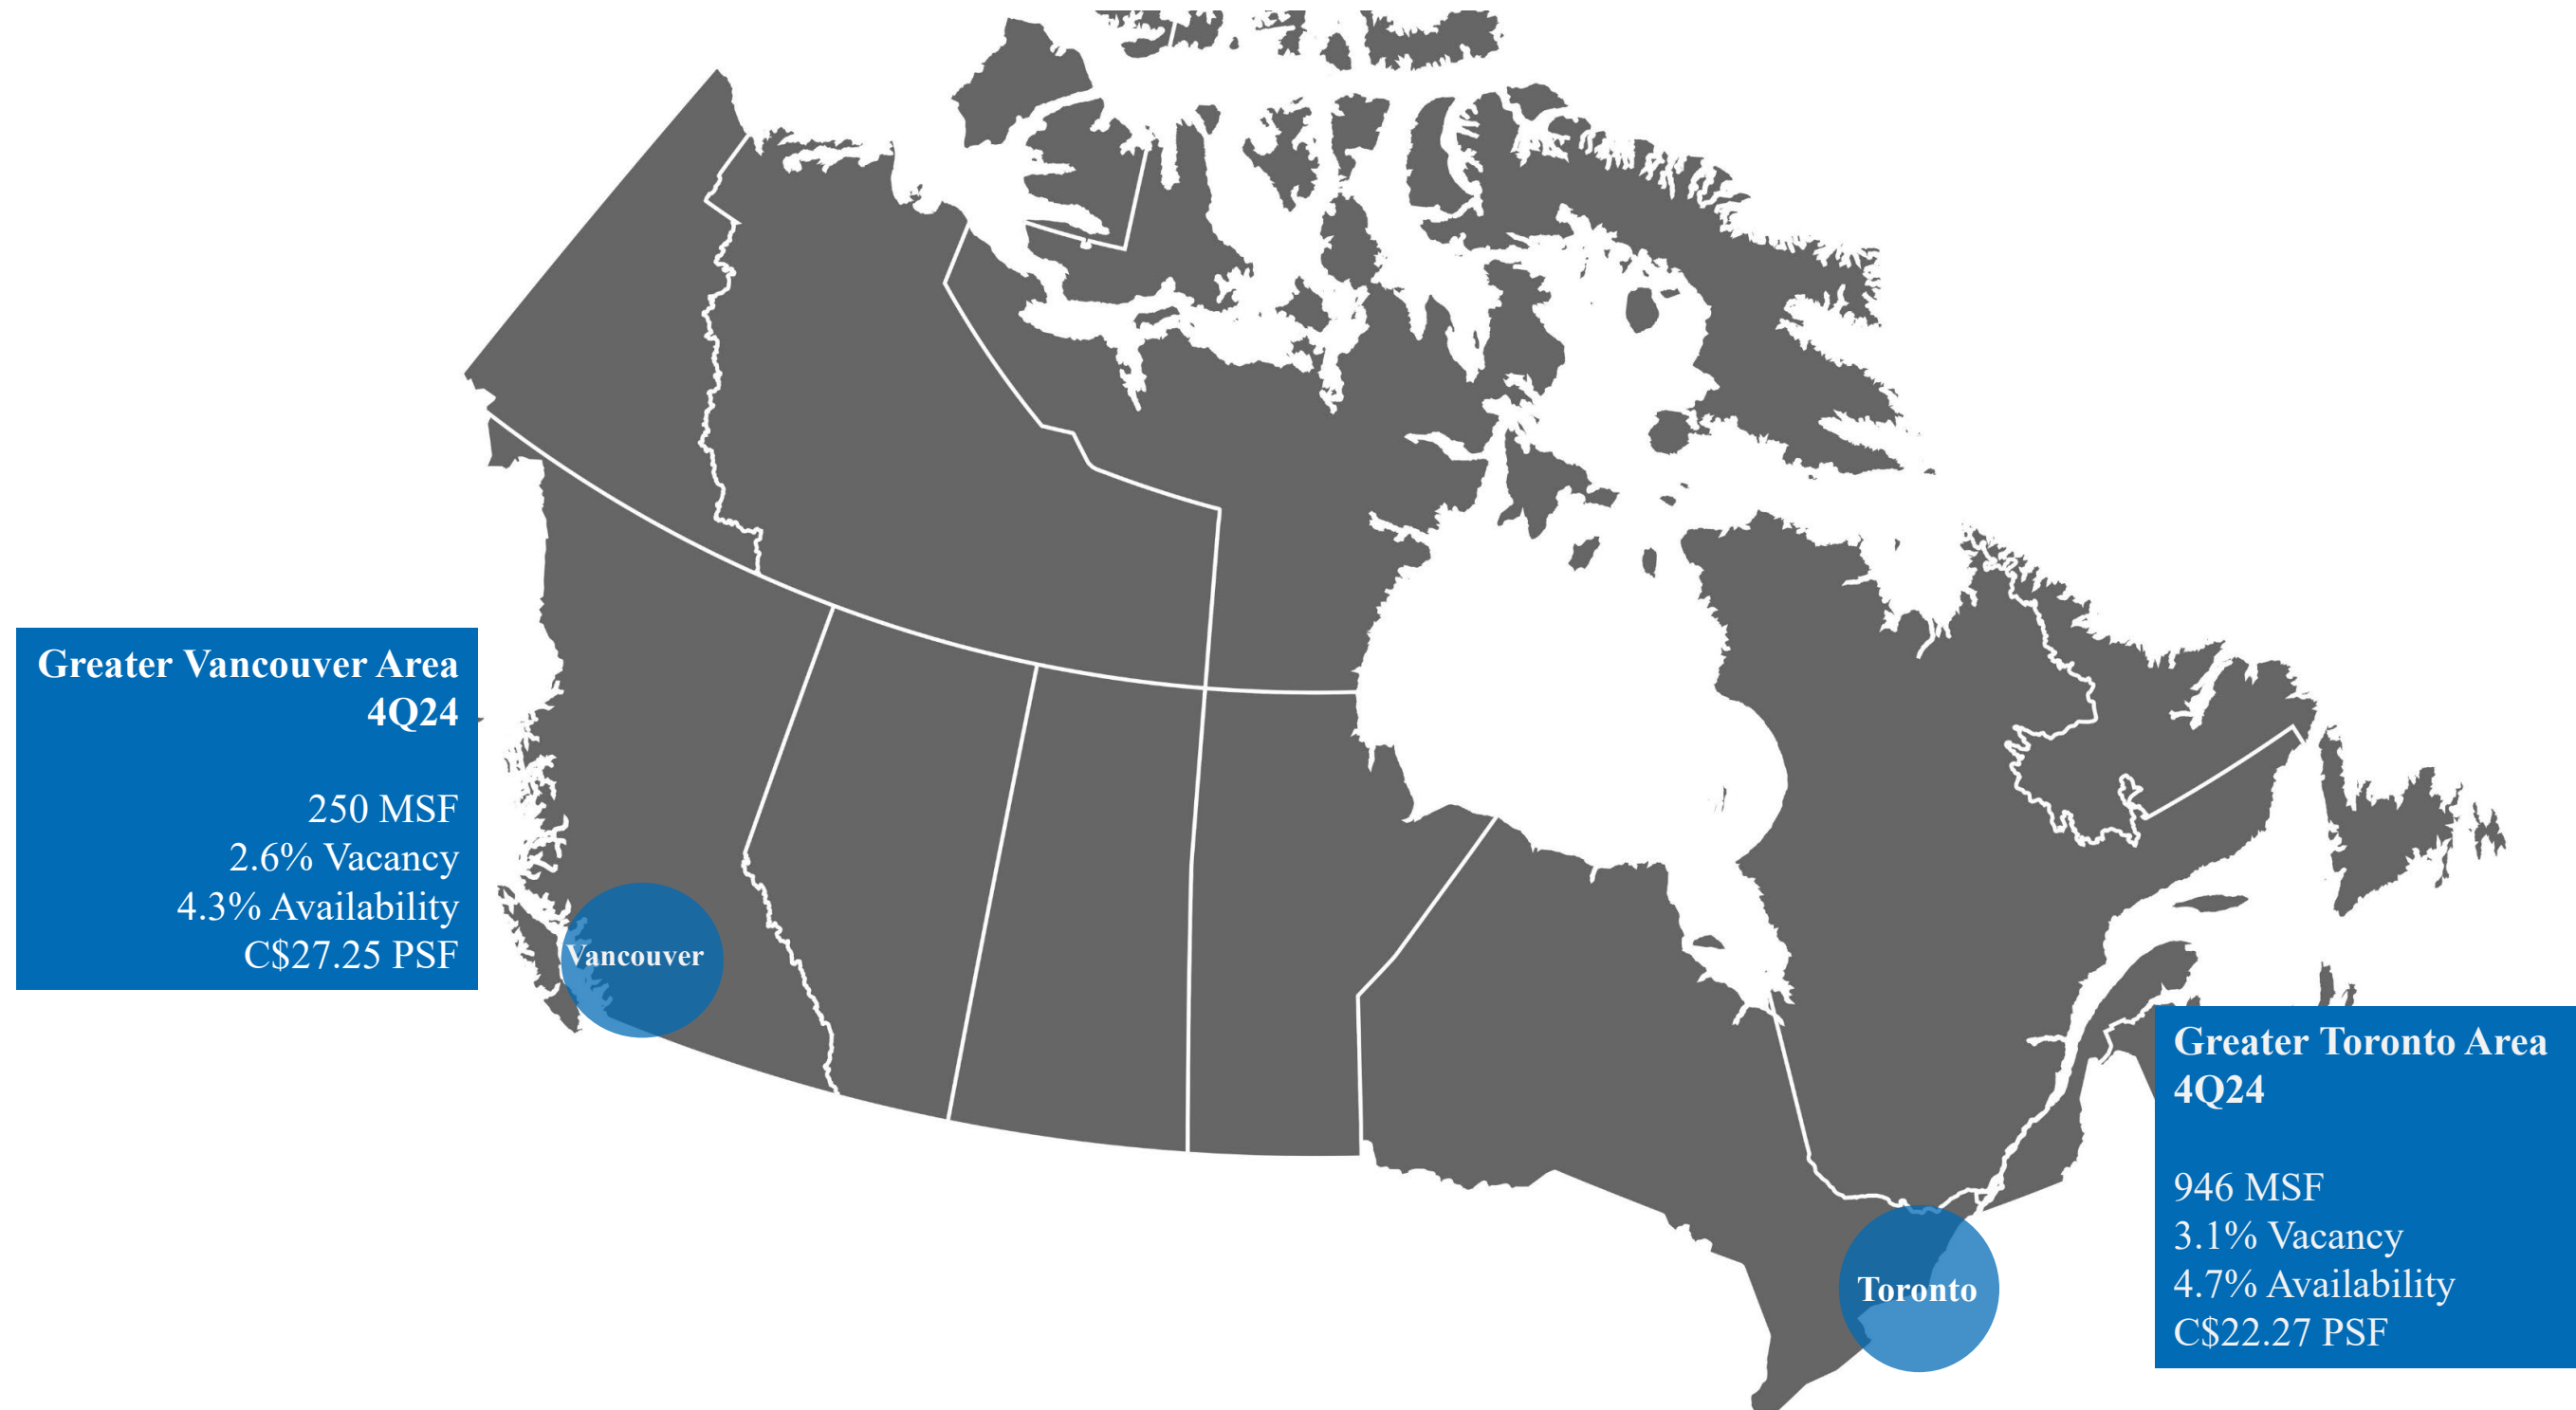 Greater Vancouver Area
4Q24
250 MSF
2.6% Vacancy
4.3% Availability
C$27.25 PSF
Vancouver
Greater Toronto Area
4Q24
946 MSF
3.1% Vacancy
4.7% Availability
C$22.27 PSF
Toronto